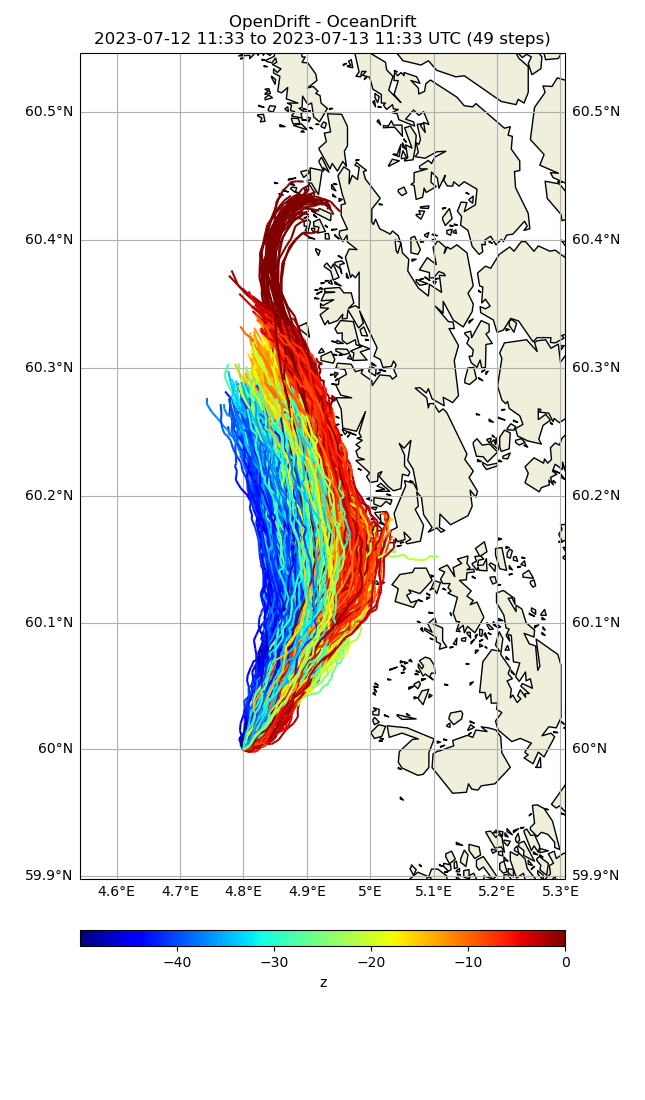 OpenDrift - OceanDrift
2023-07-12 11:33 to 2023-07-13 11:33 UTC (49 steps)
60.5°N 60.5°N
60.4°N 60.4°N
60.3°N 60.3°N
60.2°N 60.2°N
60.1°N 60.1°N
60°N 60°N
59.9°N 59.9°N
4.6°E 4.7°E 4.8°E 4.9°E 5°E 5.1°E 5.2°E 5.3°E
−40 −30 −20 −10 0
z